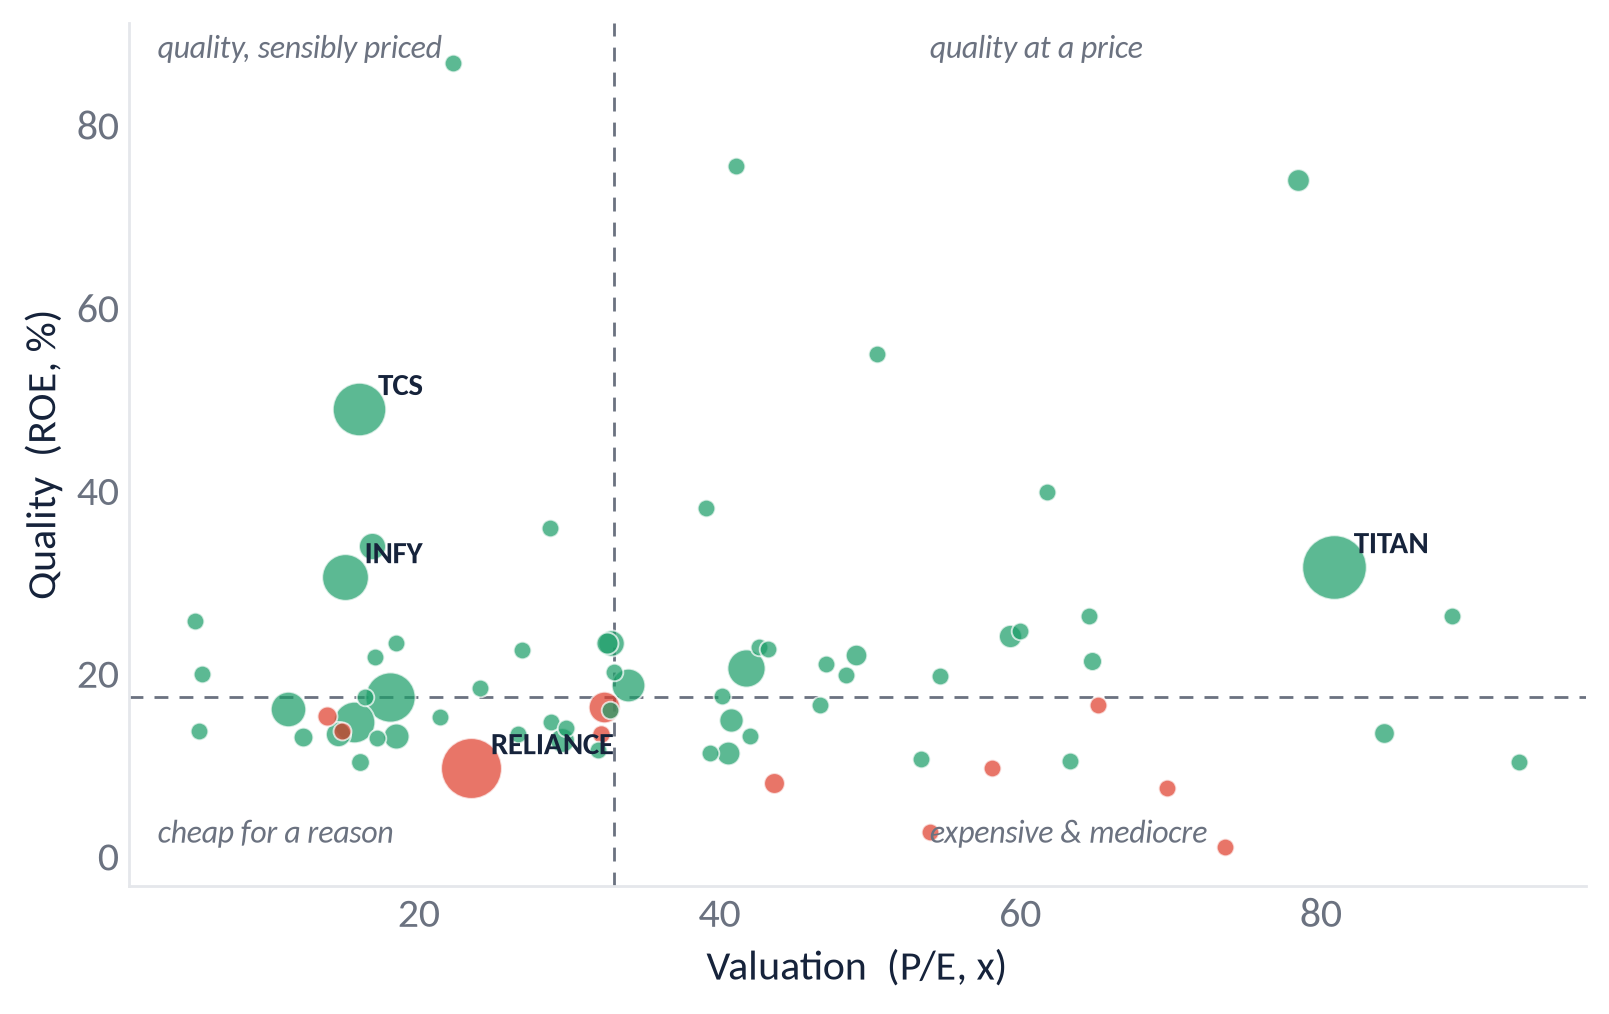 quality, sensibly priced
quality at a price
80
60
40
20
0
Quality (ROE, %)
TCS
INFY
TITAN
RELIANCE
cheap for a reason
expensive & mediocre
20
40
60
80
Valuation (P/E, x)